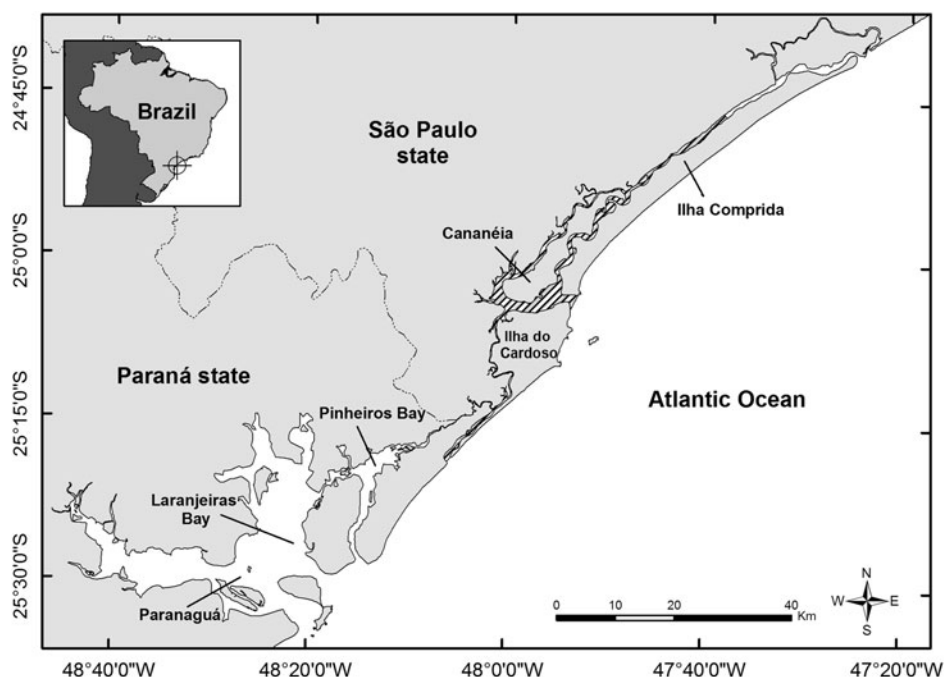 24°45'0"S
25°0'0"S
25°15'0"S
25°30'0"S
Brazil
São Paulo
state
Ilha Comprida
Cananéia
Ilha do
Cardoso
Paraná state
Atlantic Ocean
Pinheiros Bay
Laranjeiras
Bay
Paranaguá
0 10 20 40
Km
N
W E
S
48°40'0"W 48°20'0"W 48°0'0"W 47°40'0"W 47°20'0"W